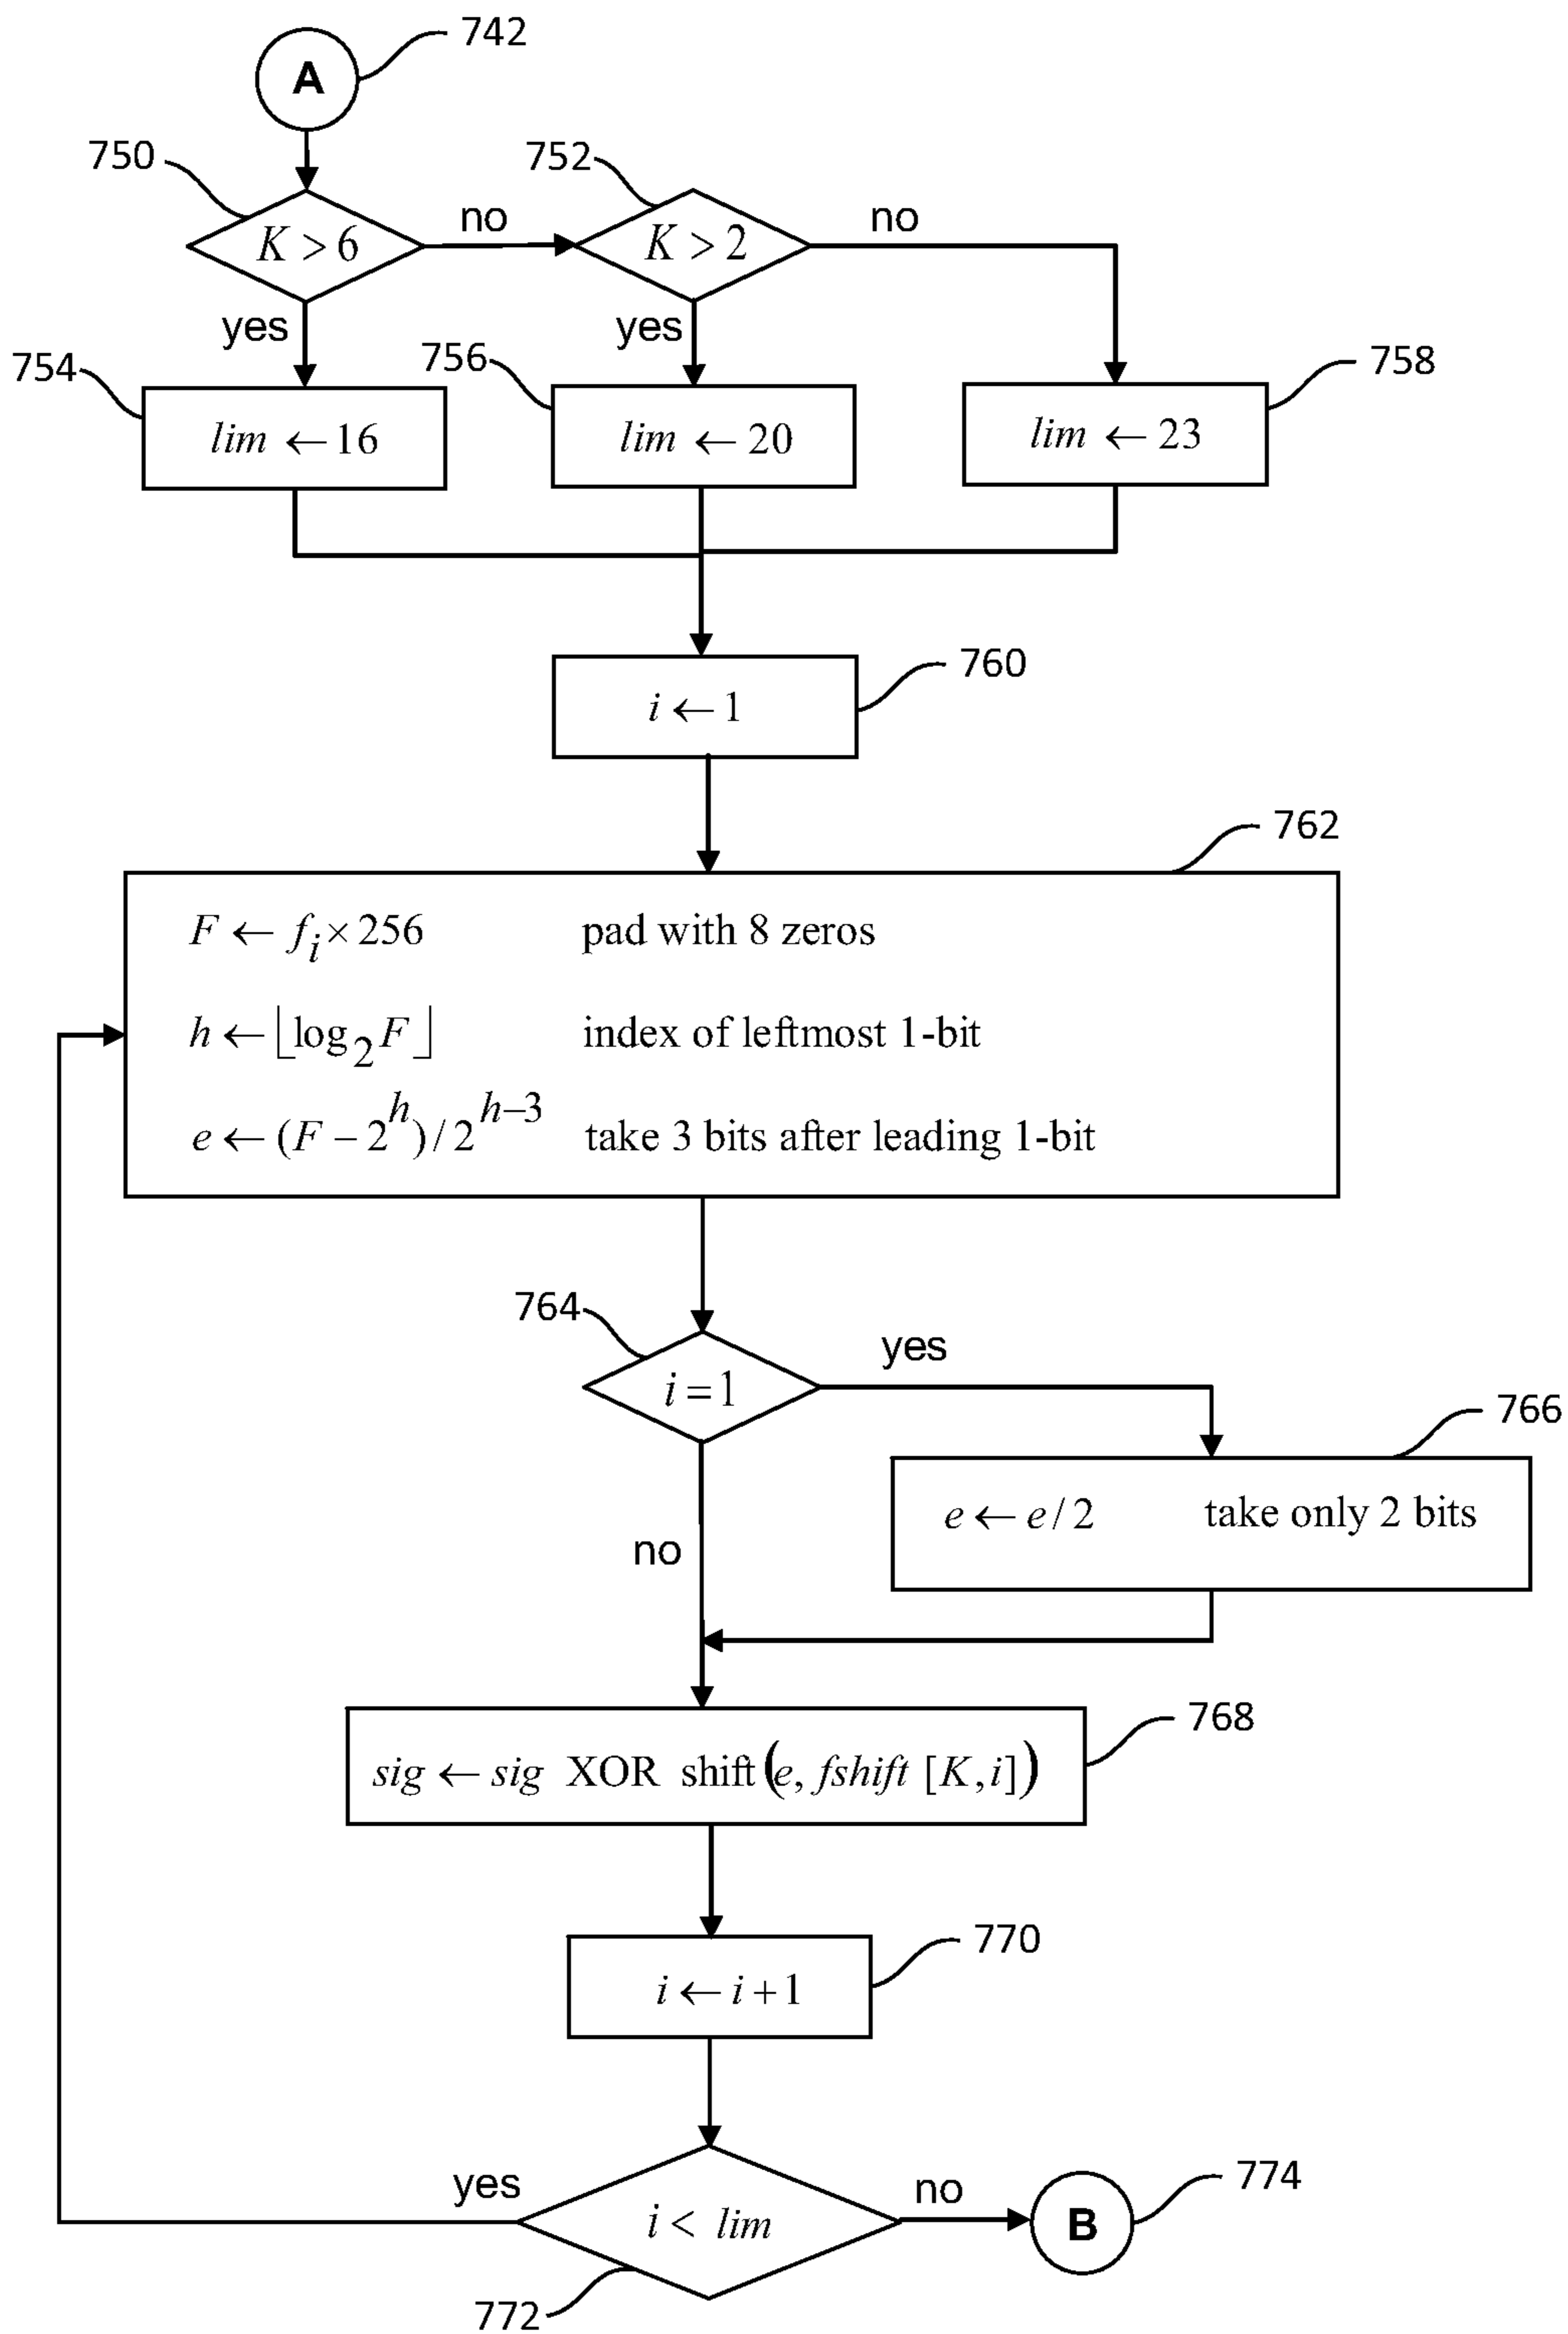 A
742
750
752
K > 6
no
K > 2
no
yes
yes
754
756
758
lim ← 16
lim ← 20
lim ← 23
760
i ← 1
762
F ← f_i × 256 pad with 8 zeros
h ← ⌊log_2 F⌋ index of leftmost 1-bit
e ← (F − 2^h) / 2^{h−3} take 3 bits after leading 1-bit
764
yes
i = 1
766
e ← e / 2 take only 2 bits
no
768
sig ← sig XOR shift(e, fshift [K, i])
770
i ← i + 1
yes
no
774
i < lim
B
772